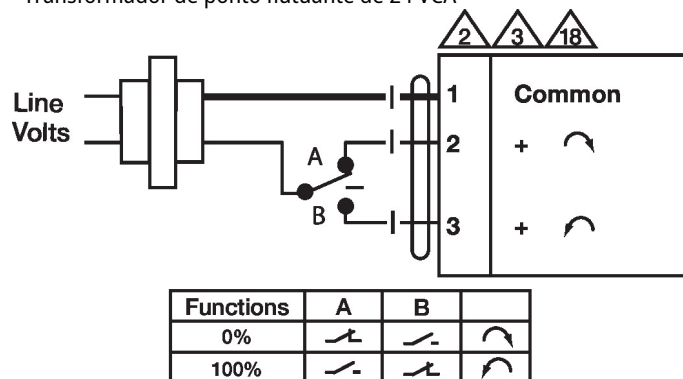 Transformador de ponto flutuante de 24 VCA
2 3 18
Line
Volts
1 Common
A
2 +
B
3 +
Functions A B
0%
100%